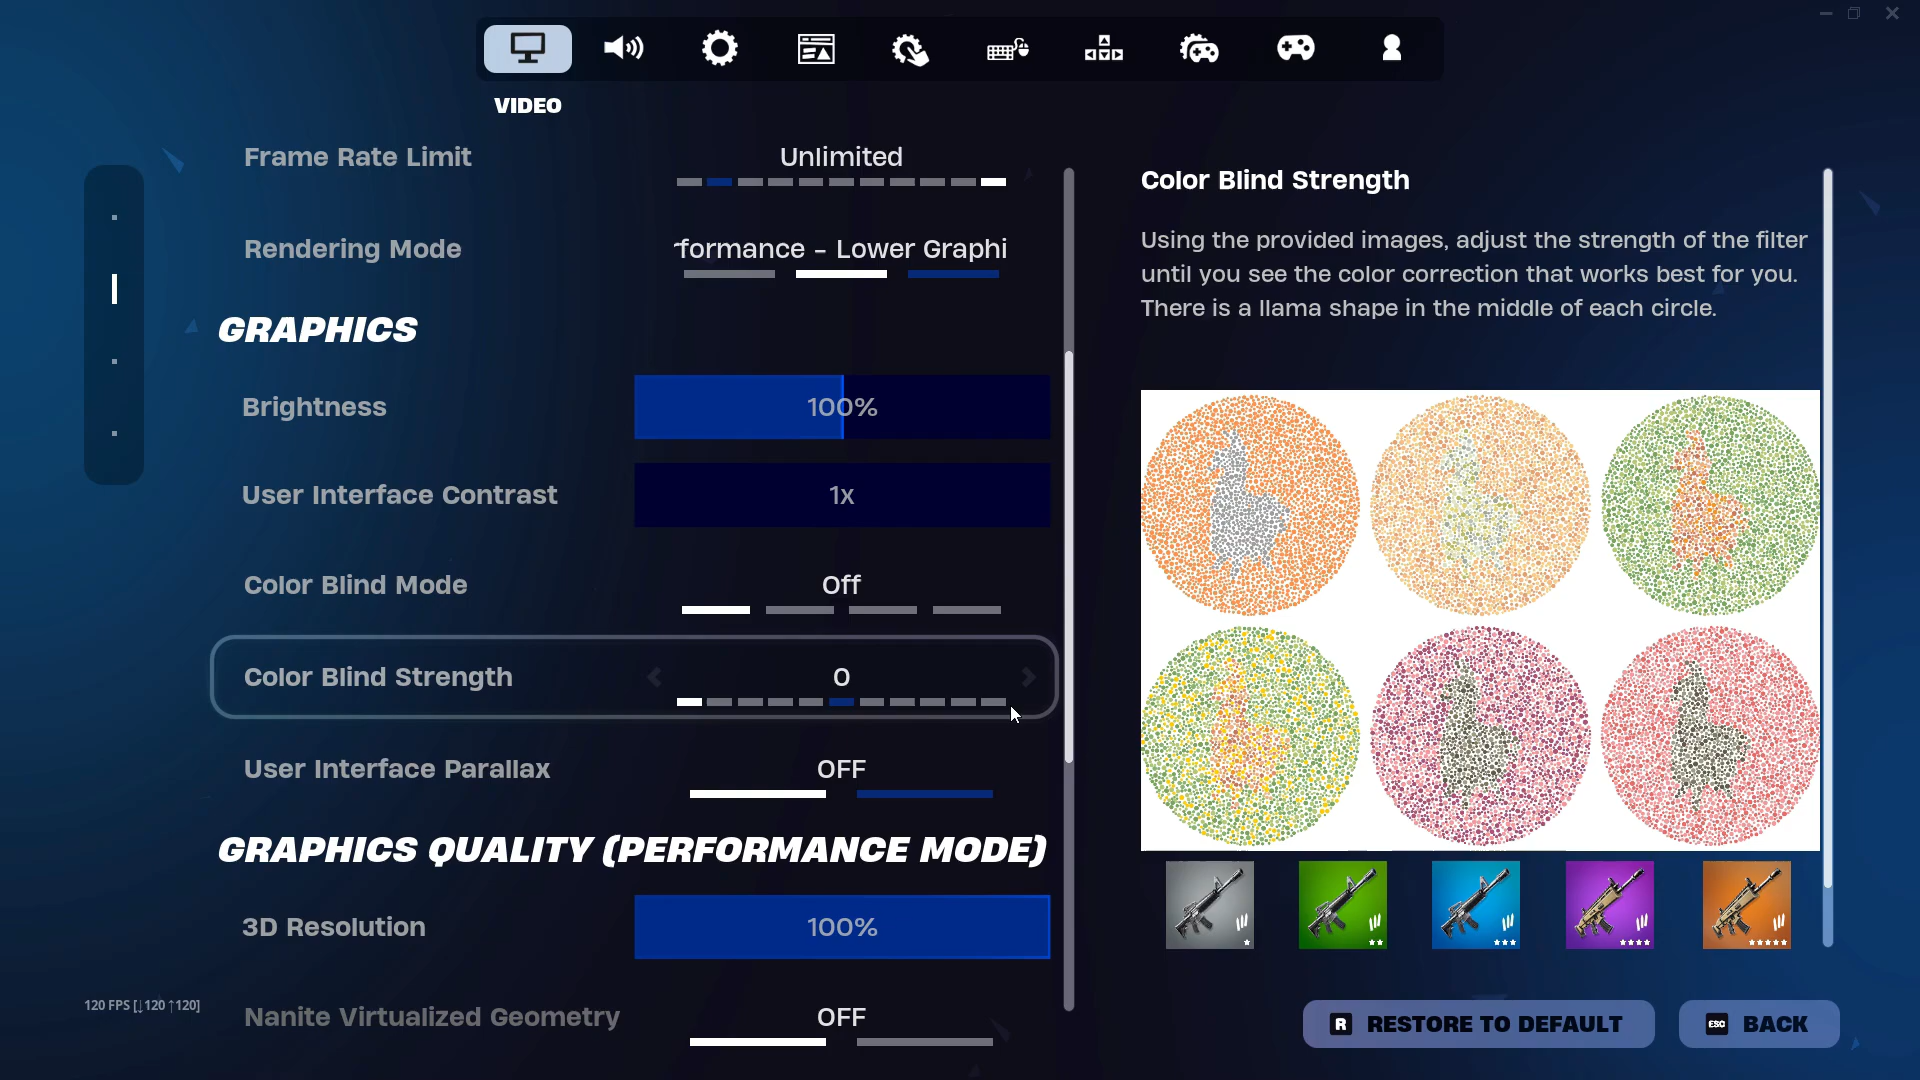 VIDEO
Frame Rate Limit
Unlimited
Rendering Mode
formance - Lower Graphi
GRAPHICS
Brightness
100%
User Interface Contrast
1x
Color Blind Mode
Off
Color Blind Strength
0
User Interface Parallax
OFF
GRAPHICS QUALITY (PERFORMANCE MODE)
3D Resolution
100%
Nanite Virtualized Geometry
OFF
120 FPS [↓120 ↑120]
Color Blind Strength
Using the provided images, adjust the strength of the filter
until you see the color correction that works best for you.
There is a llama shape in the middle of each circle.
R RESTORE TO DEFAULT
ESC BACK